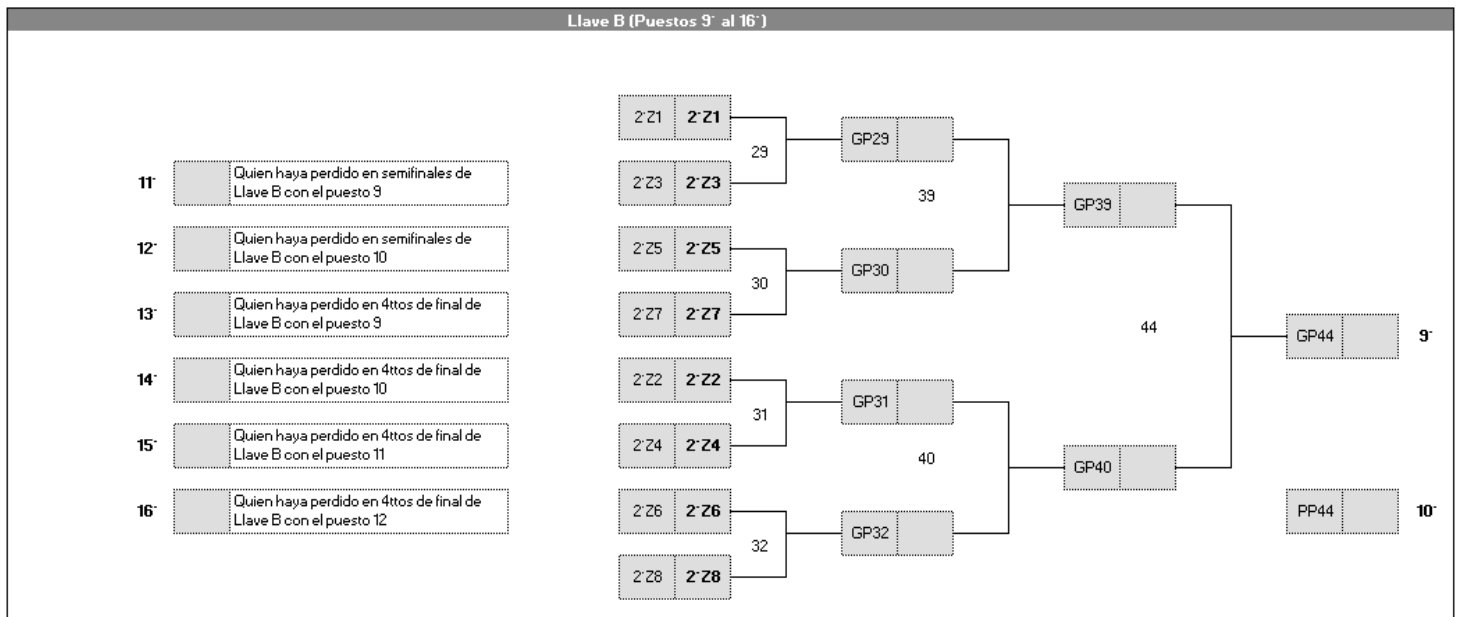 Llave B (Puestos 9˙ al 16˙)
2˙Z1 2˙Z1
29
2˙Z3 2˙Z3
GP29
39
2˙Z5 2˙Z5
30
2˙Z7 2˙Z7
GP30
GP39
2˙Z2 2˙Z2
31
2˙Z4 2˙Z4
GP31
40
2˙Z6 2˙Z6
32
2˙Z8 2˙Z8
GP32
GP40
44
GP44 9˙
PP44 10˙
11˙ Quien haya perdido en semifinales de
Llave B con el puesto 9
12˙ Quien haya perdido en semifinales de
Llave B con el puesto 10
13˙ Quien haya perdido en 4ttos de final de
Llave B con el puesto 9
14˙ Quien haya perdido en 4ttos de final de
Llave B con el puesto 10
15˙ Quien haya perdido en 4ttos de final de
Llave B con el puesto 11
16˙ Quien haya perdido en 4ttos de final de
Llave B con el puesto 12